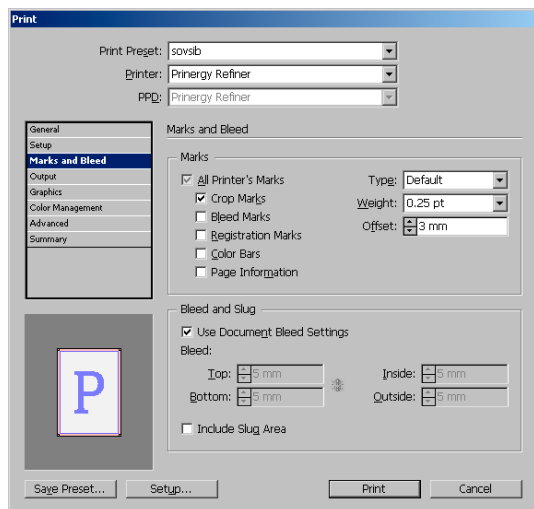 Print
Print Preset: sovsib
Printer: Prinergy Refiner
PPD: Prinergy Refiner
General
Setup
Marks and Bleed
Output
Graphics
Color Management
Advanced
Summary
Marks and Bleed
Marks
All Printer's Marks
Crop Marks
Bleed Marks
Registration Marks
Color Bars
Page Information
Type: Default
Weight: 0.25 pt
Offset: 3 mm
Bleed and Slug
Use Document Bleed Settings
Bleed:
Top: 5 mm
Bottom: 5 mm
Inside: 5 mm
Outside: 5 mm
Include Slug Area
P
Save Preset...
Setup...
Print
Cancel